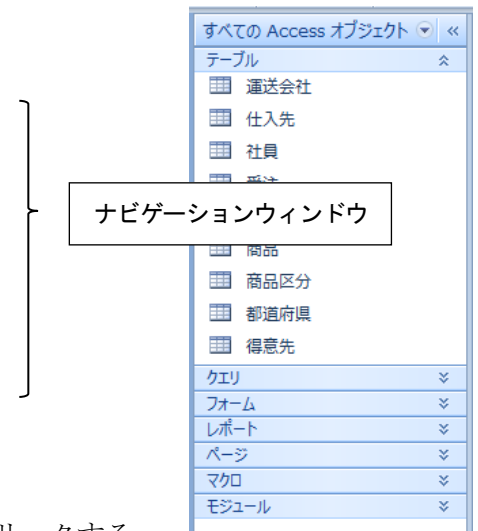 すべての Access オブジェクト
テーブル
運送会社
仕入先
社員
受注
ナビゲーションウィンドウ
商品
商品区分
都道府県
得意先
クエリ
フォーム
レポート
ページ
マクロ
モジュール